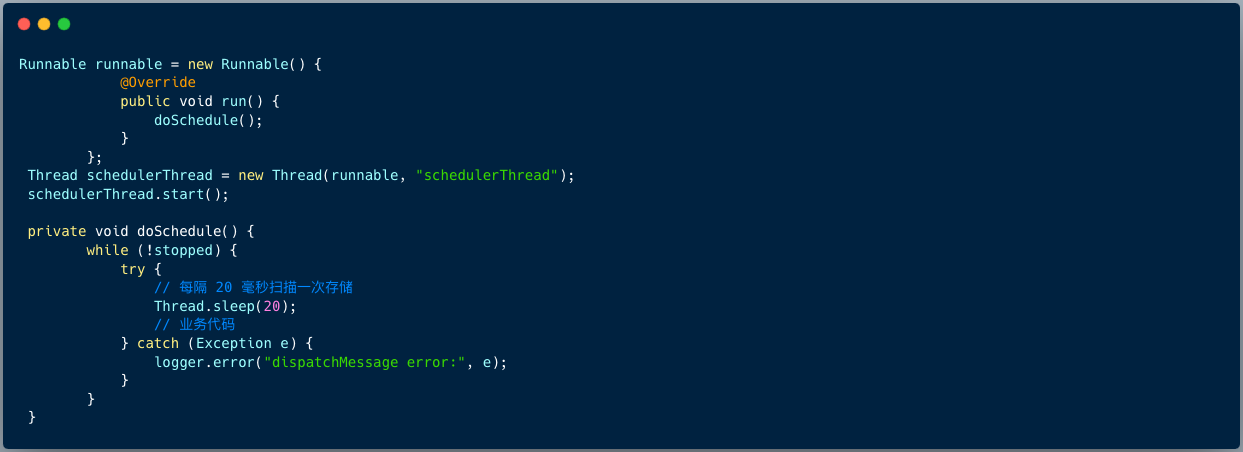 Runnable runnable = new Runnable() {
            @Override
            public void run() {
                doSchedule();
            }
        };
 Thread schedulerThread = new Thread(runnable, "schedulerThread");
 schedulerThread.start();

 private void doSchedule() {
        while (!stopped) {
            try {
                // 每隔 20 毫秒扫描一次存储
                Thread.sleep(20);
                // 业务代码
            } catch (Exception e) {
                logger.error("dispatchMessage error:", e);
            }
        }
 }